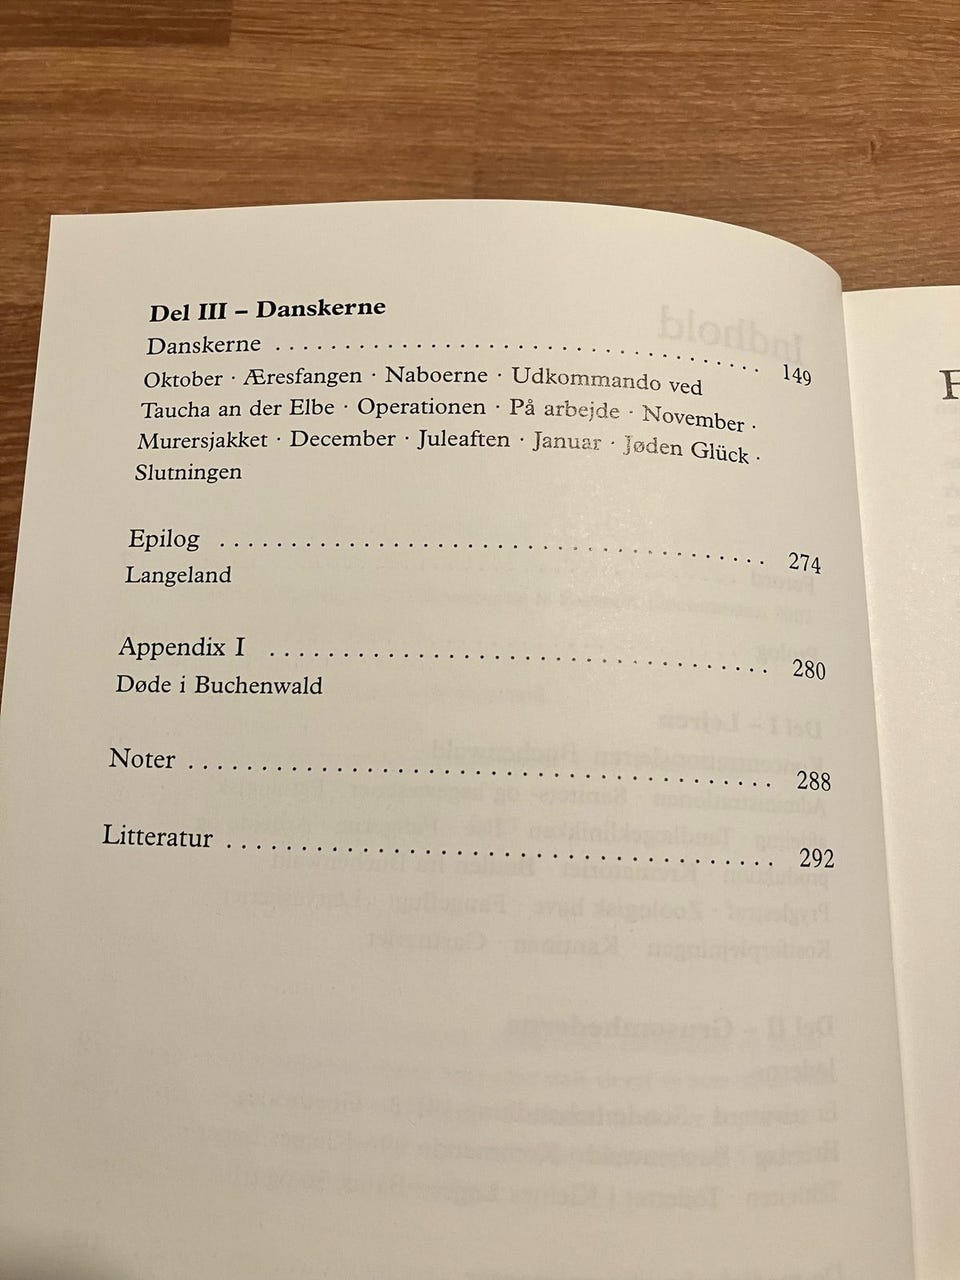 Del III – Danskerne
Danskerne . . . . . . . . . . . . . . . . . . . . . . . . . . . . . . . . . . . . . . . 149
Oktober · Æresfangen · Naboerne · Udkommando ved
Taucha an der Elbe · Operationen · På arbejde · November ·
Murersjakket · December · Juleaften · Januar · Jøden Glück ·
Slutningen
Epilog . . . . . . . . . . . . . . . . . . . . . . . . . . . . . . . . . . . . . . . . . . . 274
Langeland
Appendix I . . . . . . . . . . . . . . . . . . . . . . . . . . . . . . . . . . . . . . . 280
Døde i Buchenwald
Noter . . . . . . . . . . . . . . . . . . . . . . . . . . . . . . . . . . . . . . . . . . . 288
Litteratur . . . . . . . . . . . . . . . . . . . . . . . . . . . . . . . . . . . . . . . . 292